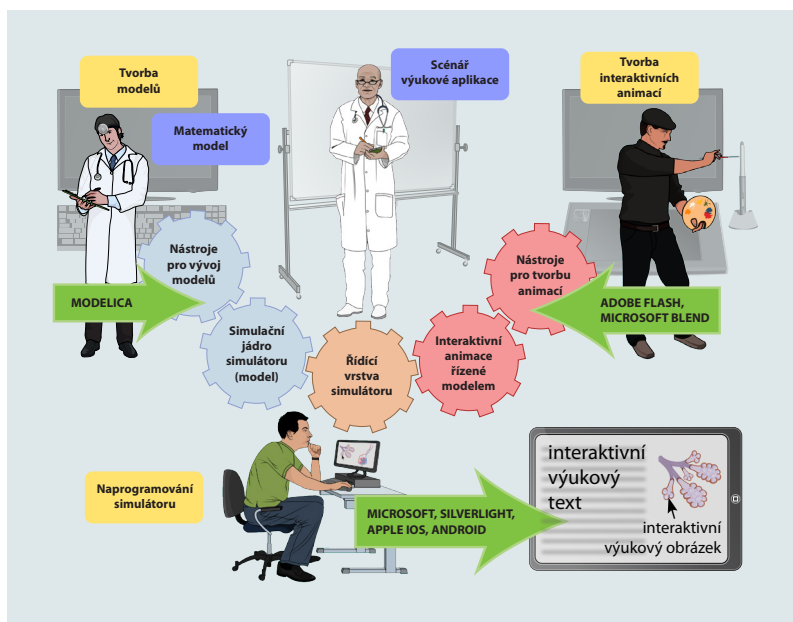 Tvorba
modelů
Matematický
model
Scénář
výukové aplikace
Tvorba
interaktivních
animací
Nástroje
pro vývoj
modelů
MODELICA
Nástroje
pro tvorbu
animací
ADOBE FLASH,
MICROSOFT BLEND
Simulační
jádro
simulátoru
(model)
Řídící
vrstva
simulátoru
Interaktivní
animace
řízené
modelem
Naprogramování
simulátoru
MICROSOFT, SILVERLIGHT,
APPLE IOS, ANDROID
interaktivní
výukový
text
interaktivní
výukový obrázek